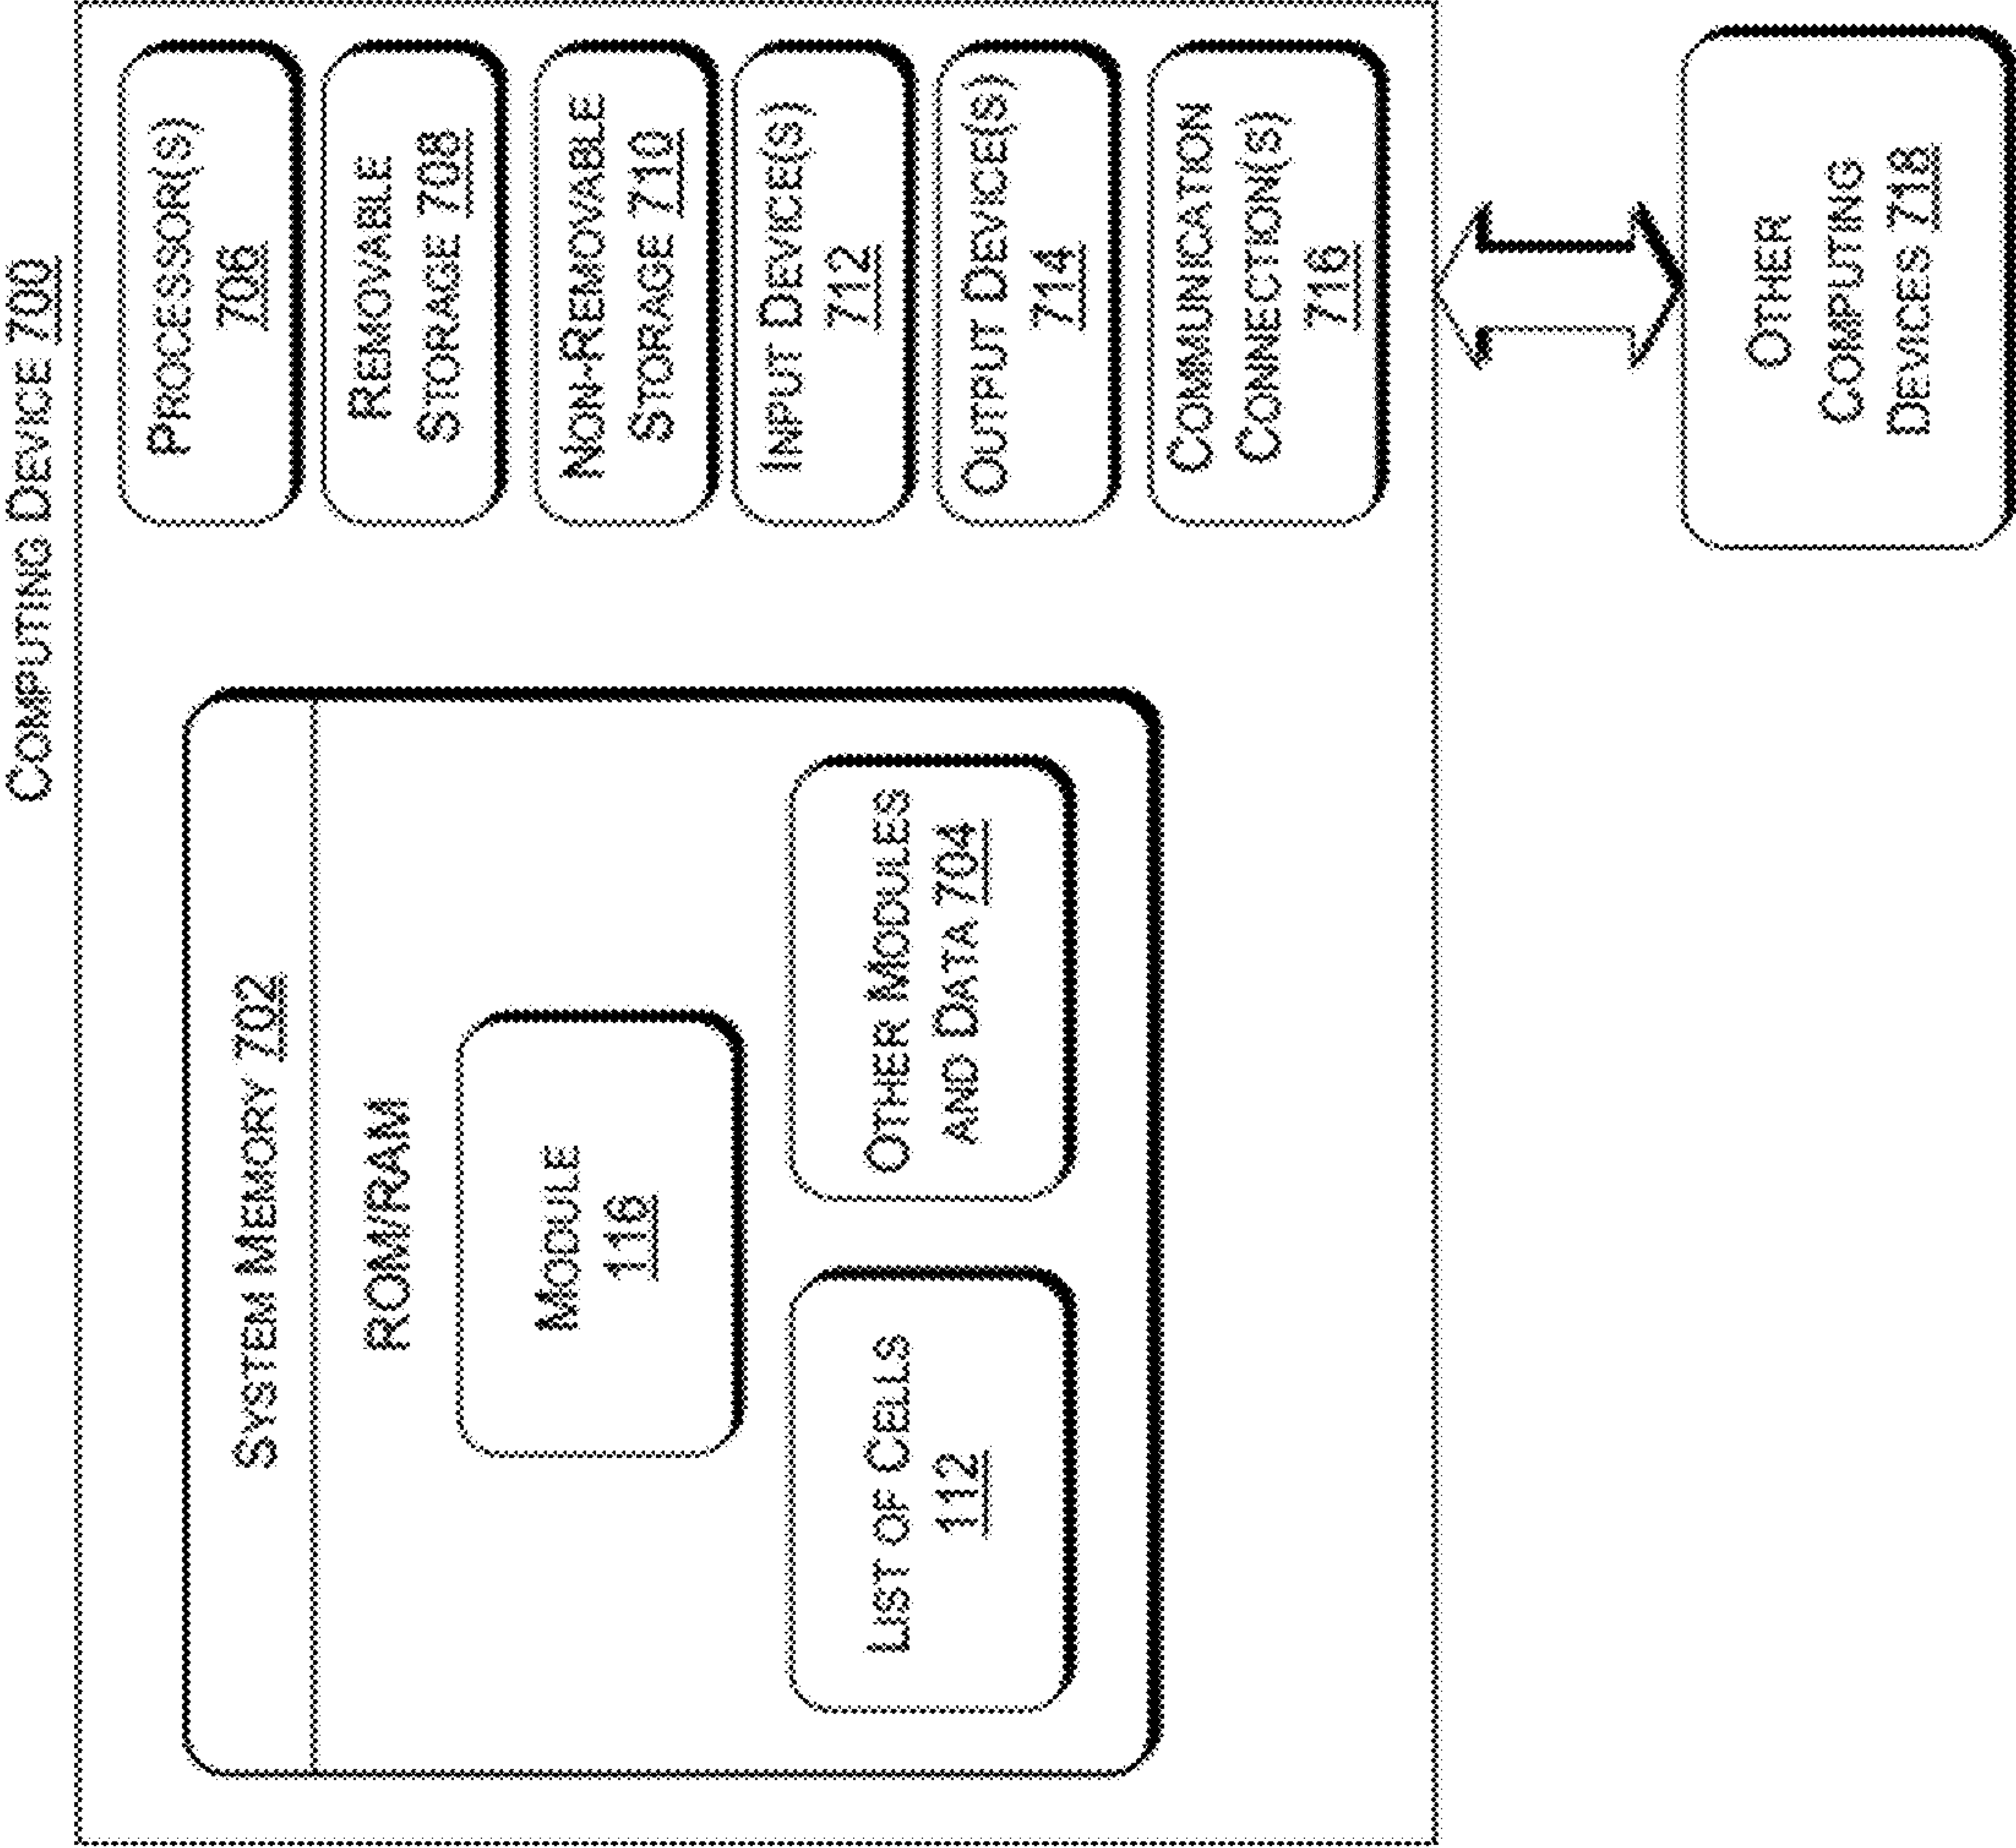 COMPUTING DEVICE 700
SYSTEM MEMORY 702
ROM/RAM
MODULE
116
LIST OF CELLS
112
OTHER MODULES
AND DATA 704
PROCESSOR(S)
706
REMOVABLE
STORAGE 708
NON-REMOVABLE
STORAGE 710
INPUT DEVICE(S)
712
OUTPUT DEVICE(S)
714
COMMUNICATION
CONNECTION(S)
716
OTHER
COMPUTING
DEVICES 718